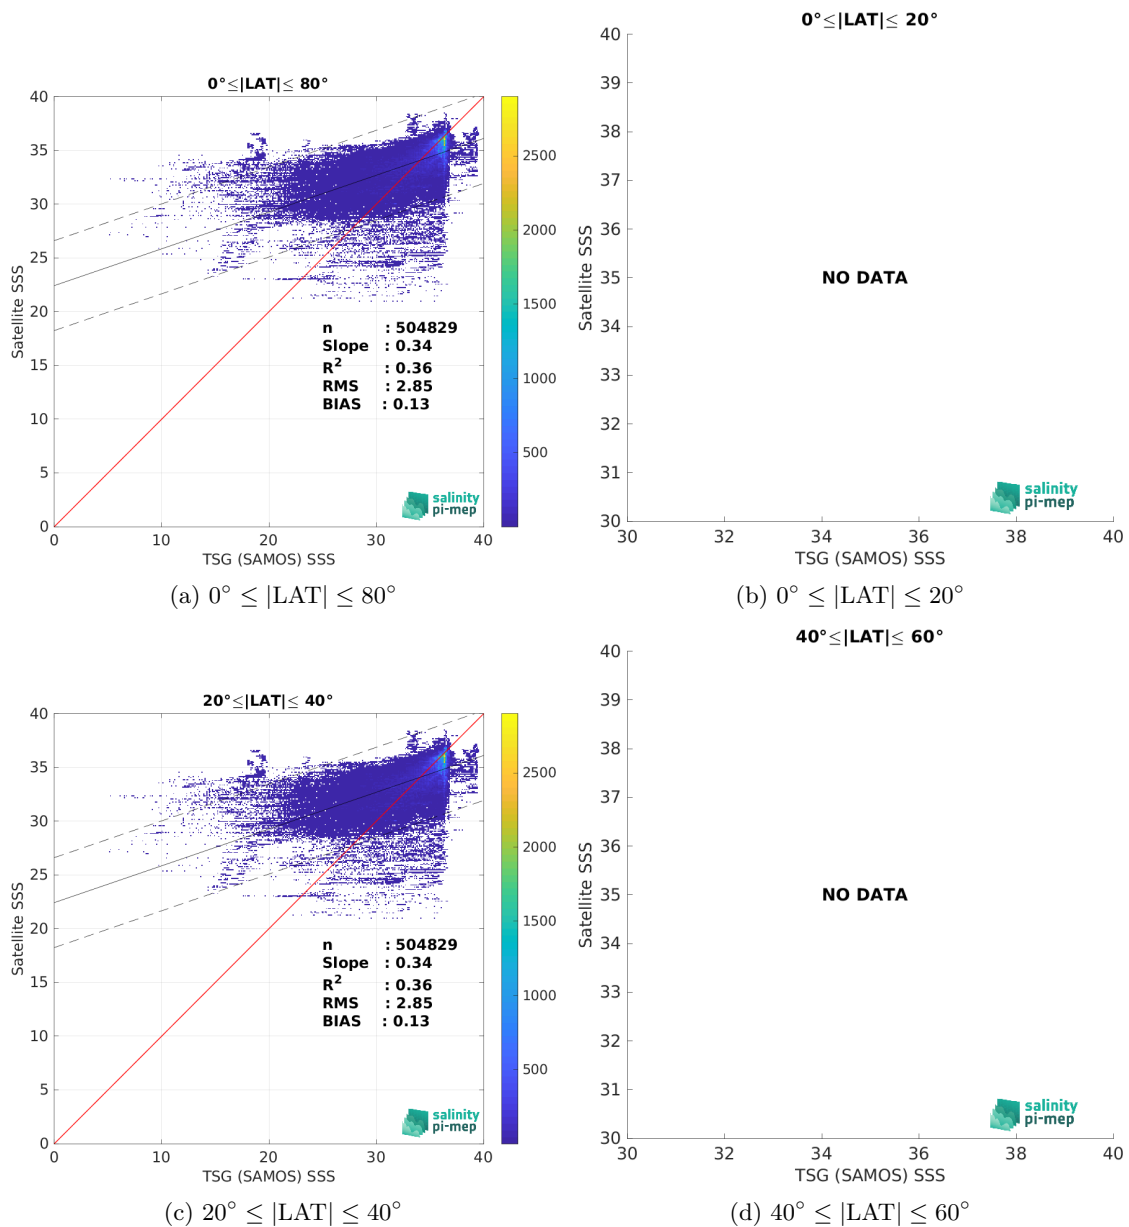 0°≤|LAT|≤ 80°
40
35
30
25
20
15
10
5
0
Satellite SSS
n : 504829
Slope : 0.34
R² : 0.36
RMS : 2.85
BIAS : 0.13
salinity
pi-mep
0 10 20 30 40
TSG (SAMOS) SSS
2500
2000
1500
1000
500
(a) 0° ≤ |LAT| ≤ 80°
0°≤|LAT|≤ 20°
40
39
38
37
36
35
34
33
32
31
30
Satellite SSS
NO DATA
salinity
pi-mep
30 32 34 36 38 40
TSG (SAMOS) SSS
(b) 0° ≤ |LAT| ≤ 20°
20°≤|LAT|≤ 40°
40
35
30
25
20
15
10
5
0
Satellite SSS
n : 504829
Slope : 0.34
R² : 0.36
RMS : 2.85
BIAS : 0.13
salinity
pi-mep
0 10 20 30 40
TSG (SAMOS) SSS
2500
2000
1500
1000
500
(c) 20° ≤ |LAT| ≤ 40°
40°≤|LAT|≤ 60°
40
39
38
37
36
35
34
33
32
31
30
Satellite SSS
NO DATA
salinity
pi-mep
30 32 34 36 38 40
TSG (SAMOS) SSS
(d) 40° ≤ |LAT| ≤ 60°